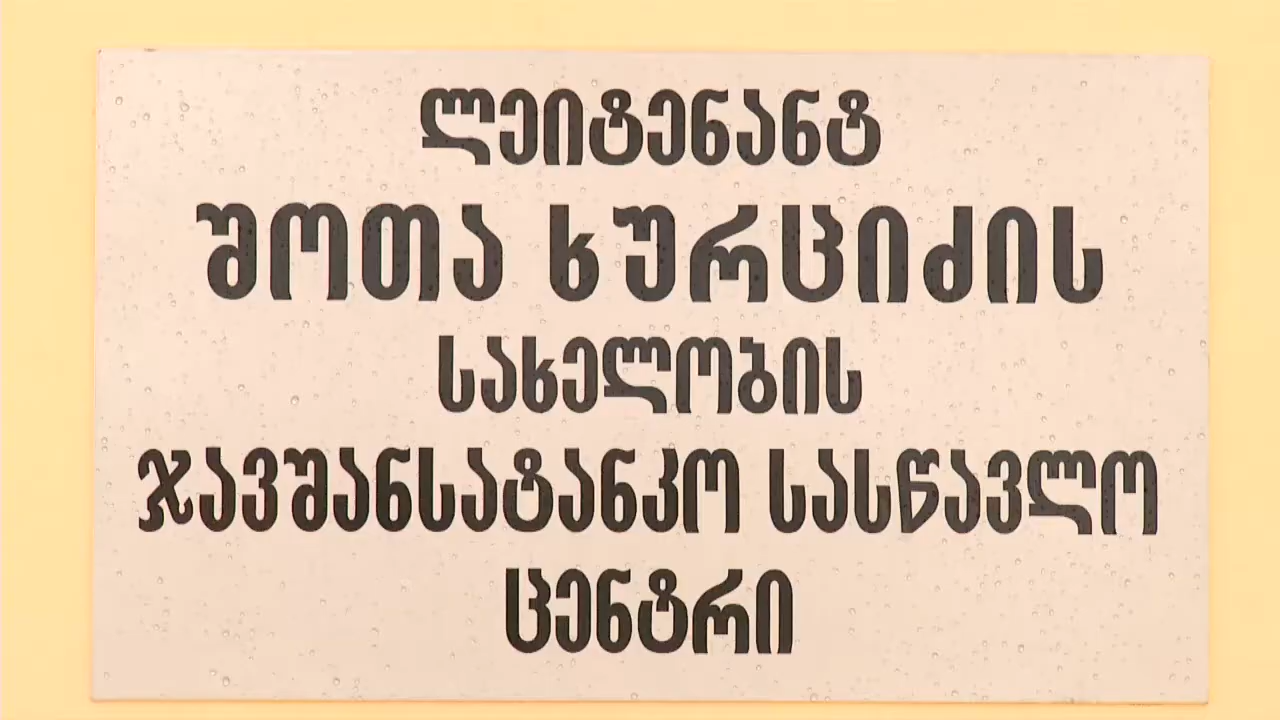 ლეიტენანტ
შოთა ხურციძის
სახელობის
ჯავშანსატანკო სასწავლო
ცენტრი